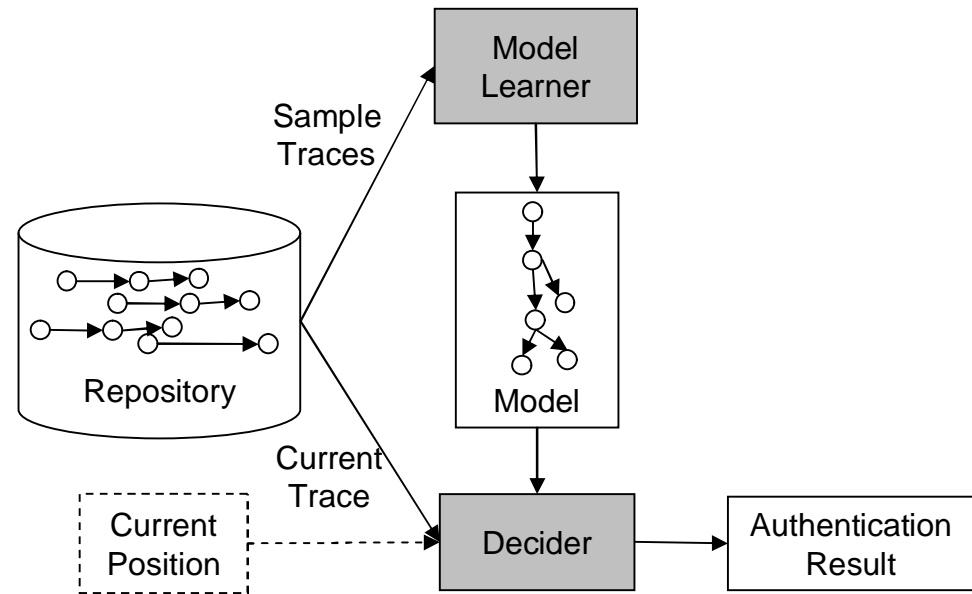 Model
Learner
Sample
Traces
Repository
Model
Current
Trace
Current
Position
Decider
Authentication
Result